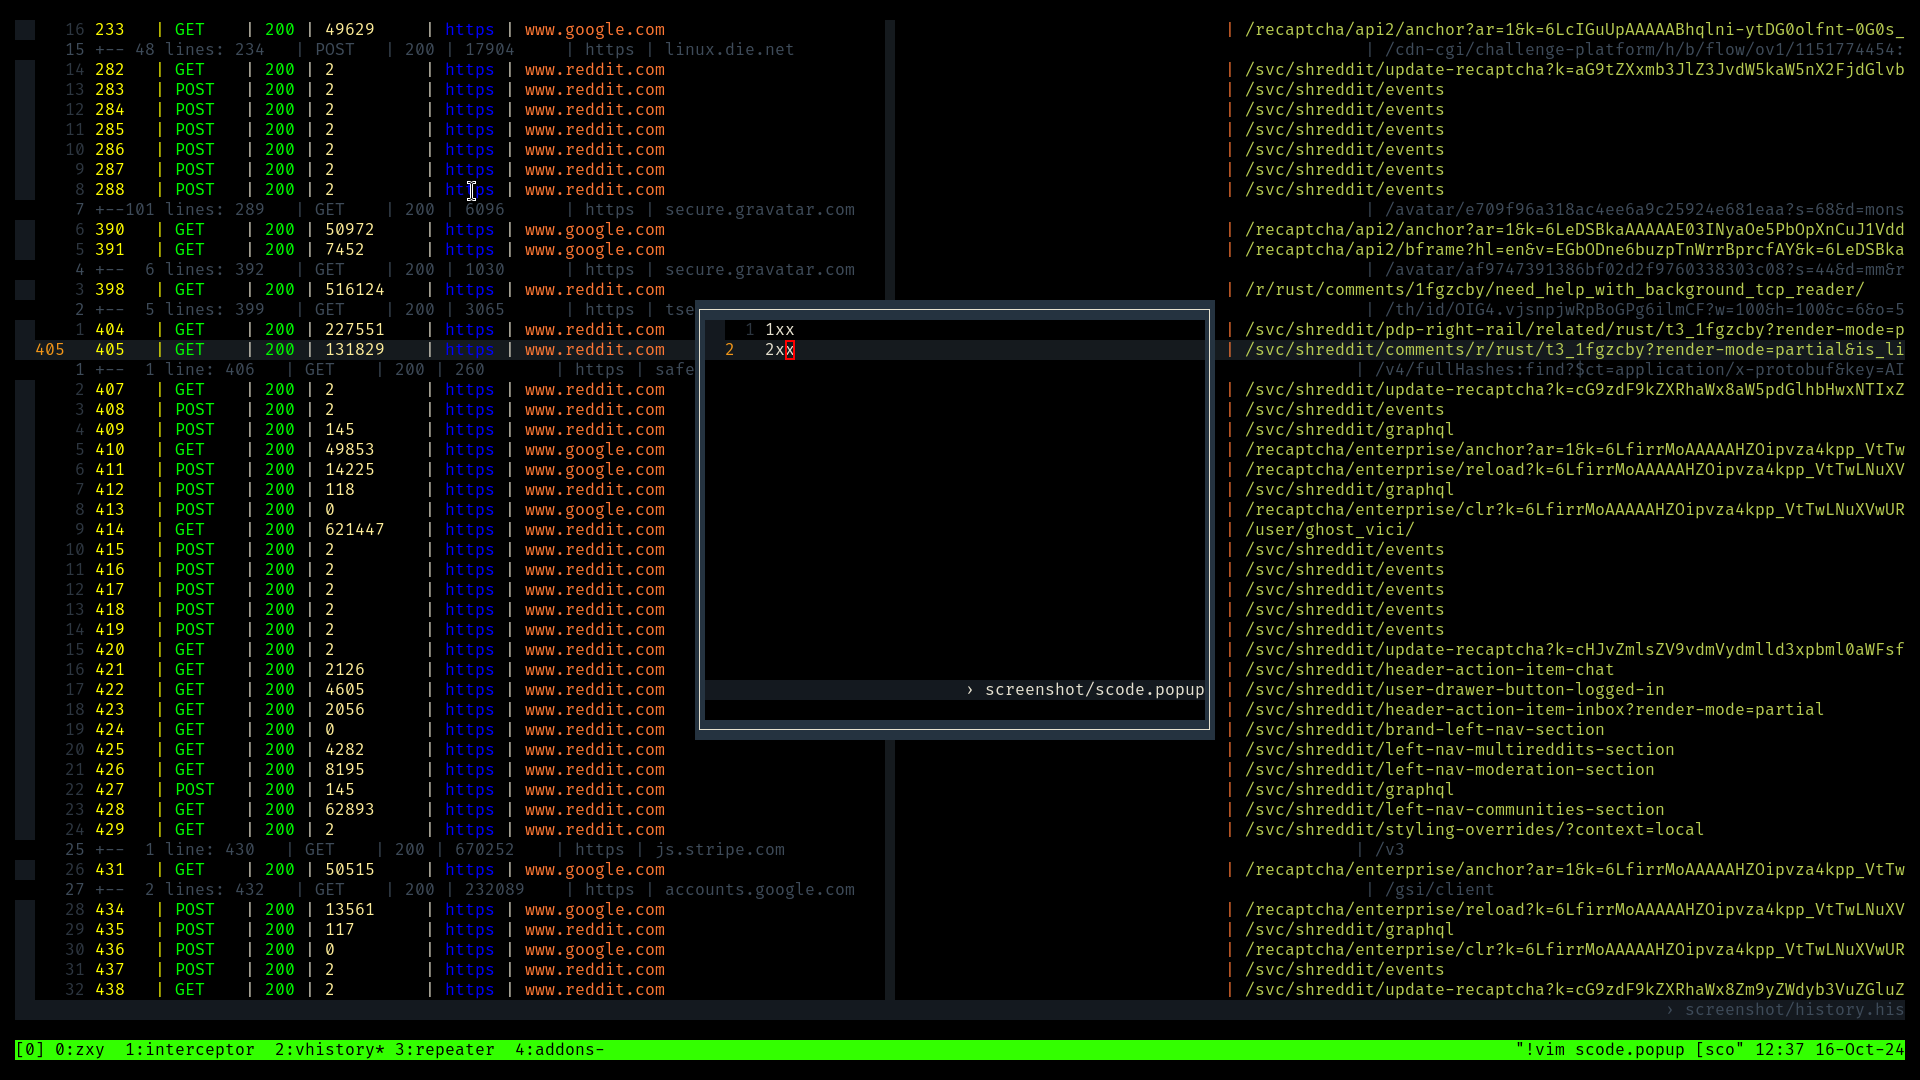 16 233 | GET | 200 | 49629 | https | www.google.com | /recaptcha/api2/anchor?ar=1&k=6LcIGuUpAAAAABhqlni-ytDG0olfnt-0G0s_
15 +-- 48 lines: 234 | POST | 200 | 17904 | https | linux.die.net | /cdn-cgi/challenge-platform/h/b/flow/ov1/1151774454:
14 282 | GET | 200 | 2 | https | www.reddit.com | /svc/shreddit/update-recaptcha?k=aG9tZXxmb3JlZ3JvdW5kaW5nX2FjdGlvb
13 283 | POST | 200 | 2 | https | www.reddit.com | /svc/shreddit/events
12 284 | POST | 200 | 2 | https | www.reddit.com | /svc/shreddit/events
11 285 | POST | 200 | 2 | https | www.reddit.com | /svc/shreddit/events
10 286 | POST | 200 | 2 | https | www.reddit.com | /svc/shreddit/events
9 287 | POST | 200 | 2 | https | www.reddit.com | /svc/shreddit/events
8 288 | POST | 200 | 2 | https | www.reddit.com | /svc/shreddit/events
7 +--101 lines: 289 | GET | 200 | 6096 | https | secure.gravatar.com | /avatar/e709f96a318ac4ee6a9c25924e681eaa?s=68&d=mons
6 390 | GET | 200 | 50972 | https | www.google.com | /recaptcha/api2/anchor?ar=1&k=6LeDSBkaAAAAAE03INyaOe5PbOpXnCuJ1Vdd
5 391 | GET | 200 | 7452 | https | www.google.com | /recaptcha/api2/bframe?hl=en&v=EGbODne6buzpTnWrrBprcfAY&k=6LeDSBka
4 +-- 6 lines: 392 | GET | 200 | 1030 | https | secure.gravatar.com | /avatar/af9747391386bf02d2f9760338303c08?s=44&d=mm&r
3 398 | GET | 200 | 516124 | https | www.reddit.com | /r/rust/comments/1fgzcby/need_help_with_background_tcp_reader/
2 +-- 5 lines: 399 | GET | 200 | 3065 | https | tse | /th/id/OIG4.vjsnpjwRpBoGPg6ilmCF?w=100&h=100&c=6&o=5
1 404 | GET | 200 | 227551 | https | www.reddit.com 1 1xx /svc/shreddit/pdp-right-rail/related/rust/t3_1fgzcby?render-mode=p
405 405 | GET | 200 | 131829 | https | www.reddit.com 2 2xx /svc/shreddit/comments/r/rust/t3_1fgzcby?render-mode=partial&is_li
1 +-- 1 line: 406 | GET | 200 | 260 | https | safe | /v4/fullHashes:find?$ct=application/x-protobuf&key=AI
2 407 | GET | 200 | 2 | https | www.reddit.com | /svc/shreddit/update-recaptcha?k=cG9zdF9kZXRhaWx8aW5pdGlhbHwxNTIxZ
3 408 | POST | 200 | 2 | https | www.reddit.com | /svc/shreddit/events
4 409 | POST | 200 | 145 | https | www.reddit.com | /svc/shreddit/graphql
5 410 | GET | 200 | 49853 | https | www.google.com | /recaptcha/enterprise/anchor?ar=1&k=6LfirrMoAAAAAHZOipvza4kpp_VtTw
6 411 | POST | 200 | 14225 | https | www.google.com | /recaptcha/enterprise/reload?k=6LfirrMoAAAAAHZOipvza4kpp_VtTwLNuXV
7 412 | POST | 200 | 118 | https | www.reddit.com | /svc/shreddit/graphql
8 413 | POST | 200 | 0 | https | www.google.com | /recaptcha/enterprise/clr?k=6LfirrMoAAAAAHZOipvza4kpp_VtTwLNuXVwUR
9 414 | GET | 200 | 621447 | https | www.reddit.com | /user/ghost_vici/
10 415 | POST | 200 | 2 | https | www.reddit.com | /svc/shreddit/events
11 416 | POST | 200 | 2 | https | www.reddit.com | /svc/shreddit/events
12 417 | POST | 200 | 2 | https | www.reddit.com | /svc/shreddit/events
13 418 | POST | 200 | 2 | https | www.reddit.com | /svc/shreddit/events
14 419 | POST | 200 | 2 | https | www.reddit.com | /svc/shreddit/events
15 420 | GET | 200 | 2 | https | www.reddit.com | /svc/shreddit/update-recaptcha?k=cHJvZmlsZV9vdmVydmlld3xpbml0aWFsf
16 421 | GET | 200 | 2126 | https | www.reddit.com | /svc/shreddit/header-action-item-chat
17 422 | GET | 200 | 4605 | https | www.reddit.com › screenshot/scode.popup | /svc/shreddit/user-drawer-button-logged-in
18 423 | GET | 200 | 2056 | https | www.reddit.com | /svc/shreddit/header-action-item-inbox?render-mode=partial
19 424 | GET | 200 | 0 | https | www.reddit.com | /svc/shreddit/brand-left-nav-section
20 425 | GET | 200 | 4282 | https | www.reddit.com | /svc/shreddit/left-nav-multireddits-section
21 426 | GET | 200 | 8195 | https | www.reddit.com | /svc/shreddit/left-nav-moderation-section
22 427 | POST | 200 | 145 | https | www.reddit.com | /svc/shreddit/graphql
23 428 | GET | 200 | 62893 | https | www.reddit.com | /svc/shreddit/left-nav-communities-section
24 429 | GET | 200 | 2 | https | www.reddit.com | /svc/shreddit/styling-overrides/?context=local
25 +-- 1 line: 430 | GET | 200 | 670252 | https | js.stripe.com | /v3
26 431 | GET | 200 | 50515 | https | www.google.com | /recaptcha/enterprise/anchor?ar=1&k=6LfirrMoAAAAAHZOipvza4kpp_VtTw
27 +-- 2 lines: 432 | GET | 200 | 232089 | https | accounts.google.com | /gsi/client
28 434 | POST | 200 | 13561 | https | www.google.com | /recaptcha/enterprise/reload?k=6LfirrMoAAAAAHZOipvza4kpp_VtTwLNuXV
29 435 | POST | 200 | 117 | https | www.reddit.com | /svc/shreddit/graphql
30 436 | POST | 200 | 0 | https | www.google.com | /recaptcha/enterprise/clr?k=6LfirrMoAAAAAHZOipvza4kpp_VtTwLNuXVwUR
31 437 | POST | 200 | 2 | https | www.reddit.com | /svc/shreddit/events
32 438 | GET | 200 | 2 | https | www.reddit.com | /svc/shreddit/update-recaptcha?k=cG9zdF9kZXRhaWx8Zm9yZWdyb3VuZGluZ
› screenshot/history.his
[0] 0:zxy 1:interceptor 2:vhistory* 3:repeater 4:addons- "!vim scode.popup [sco" 12:37 16-Oct-24